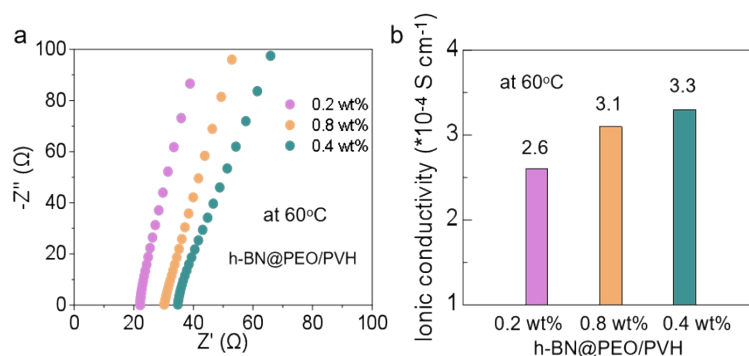 a
-Z'' (Ω)
100
80
60
40
20
0
0.2 wt%
0.8 wt%
0.4 wt%
at 60°C
h-BN@PEO/PVH
0 20 40 60 80 100
Z' (Ω)
b
Ionic conductivity (*10-4 S cm-1)
4
3
2
1
at 60°C
2.6
3.1
3.3
0.2 wt% 0.8 wt% 0.4 wt%
h-BN@PEO/PVH